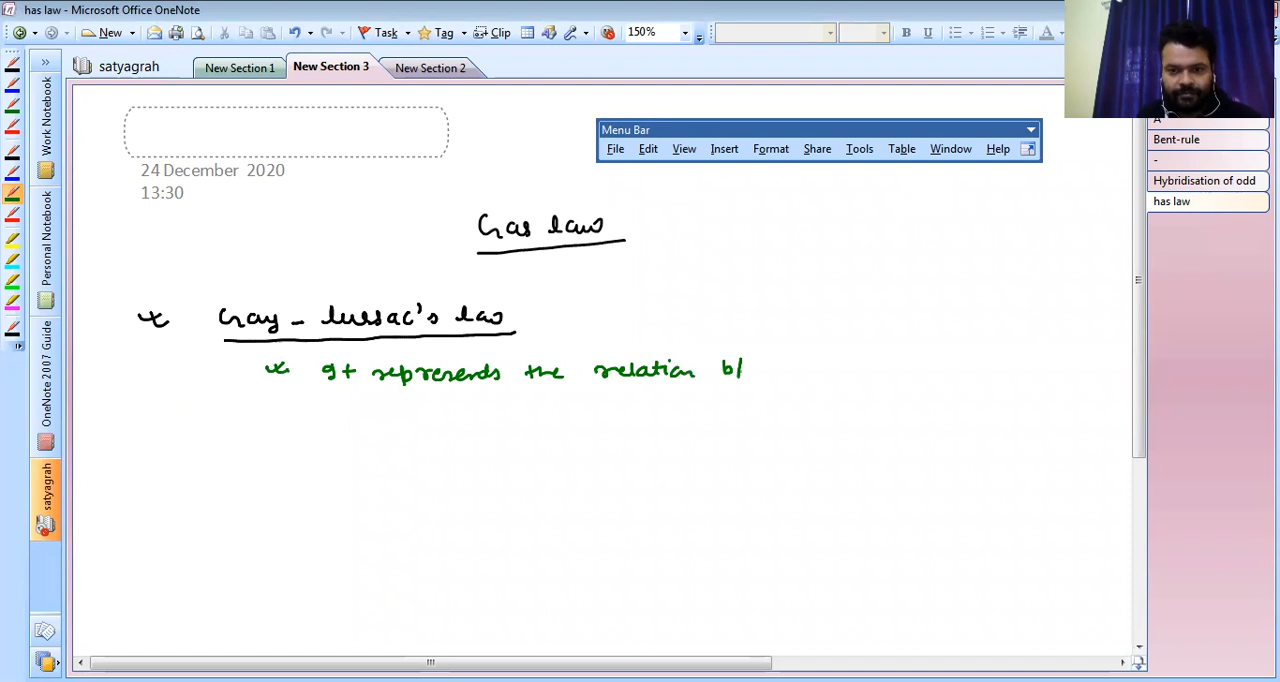 has law - Microsoft Office OneNote
New Task Tag Clip 150% B U A
» satyagrah New Section 1 New Section 3 New Section 2
Work Notebook
Personal Notebook
OneNote 2007 Guide
satyagrah
Menu Bar
File Edit View Insert Format Share Tools Table Window Help
A
Bent-rule
-
Hybridisation of odd
has law
24 December 2020
13:30
Gas law
* Gay - lussac's law
* It represents the relation b/